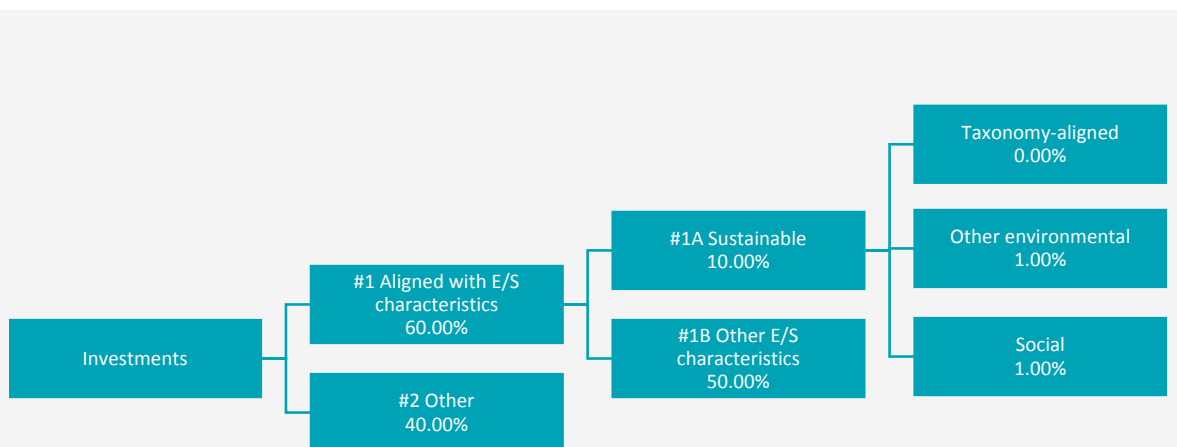 Investments
#1 Aligned with E/S
characteristics
60.00%
#2 Other
40.00%
#1A Sustainable
10.00%
#1B Other E/S
characteristics
50.00%
Taxonomy-aligned
0.00%
Other environmental
1.00%
Social
1.00%